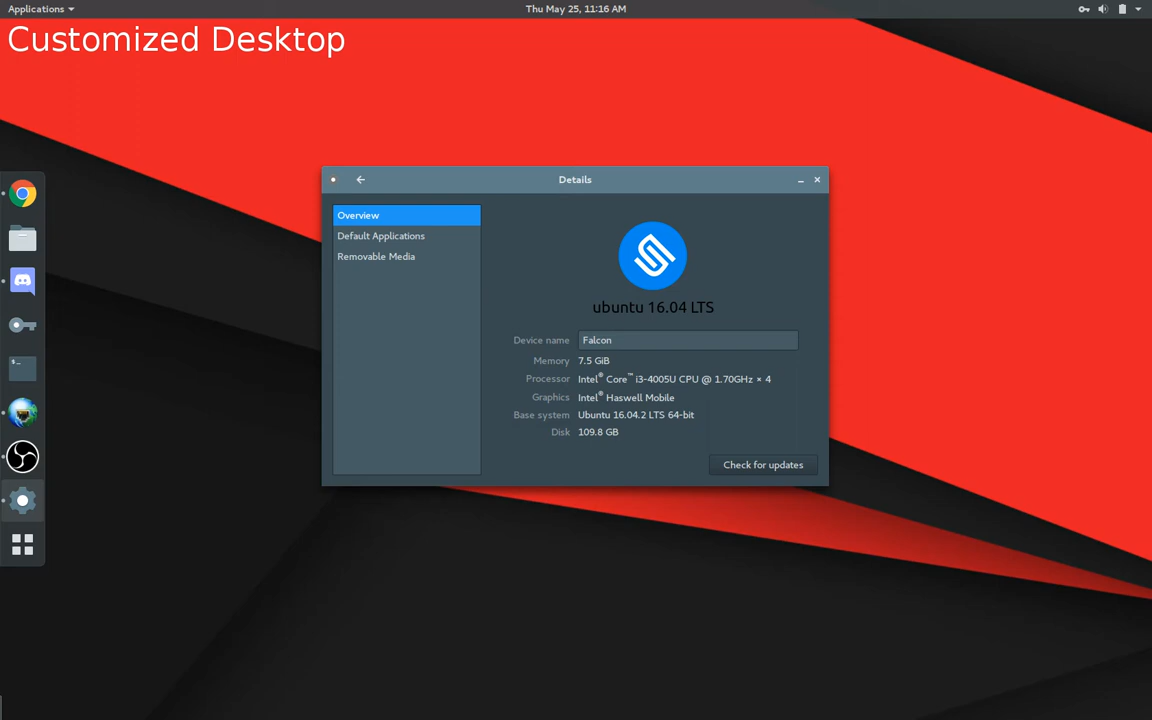 Applications
Thu May 25, 11:16 AM
Customized Desktop
Details
Overview
Default Applications
Removable Media
ubuntu 16.04 LTS
Device name Falcon
Memory 7.5 GiB
Processor Intel® Core™ i3-4005U CPU @ 1.70GHz × 4
Graphics Intel® Haswell Mobile
Base system Ubuntu 16.04.2 LTS 64-bit
Disk 109.8 GB
Check for updates